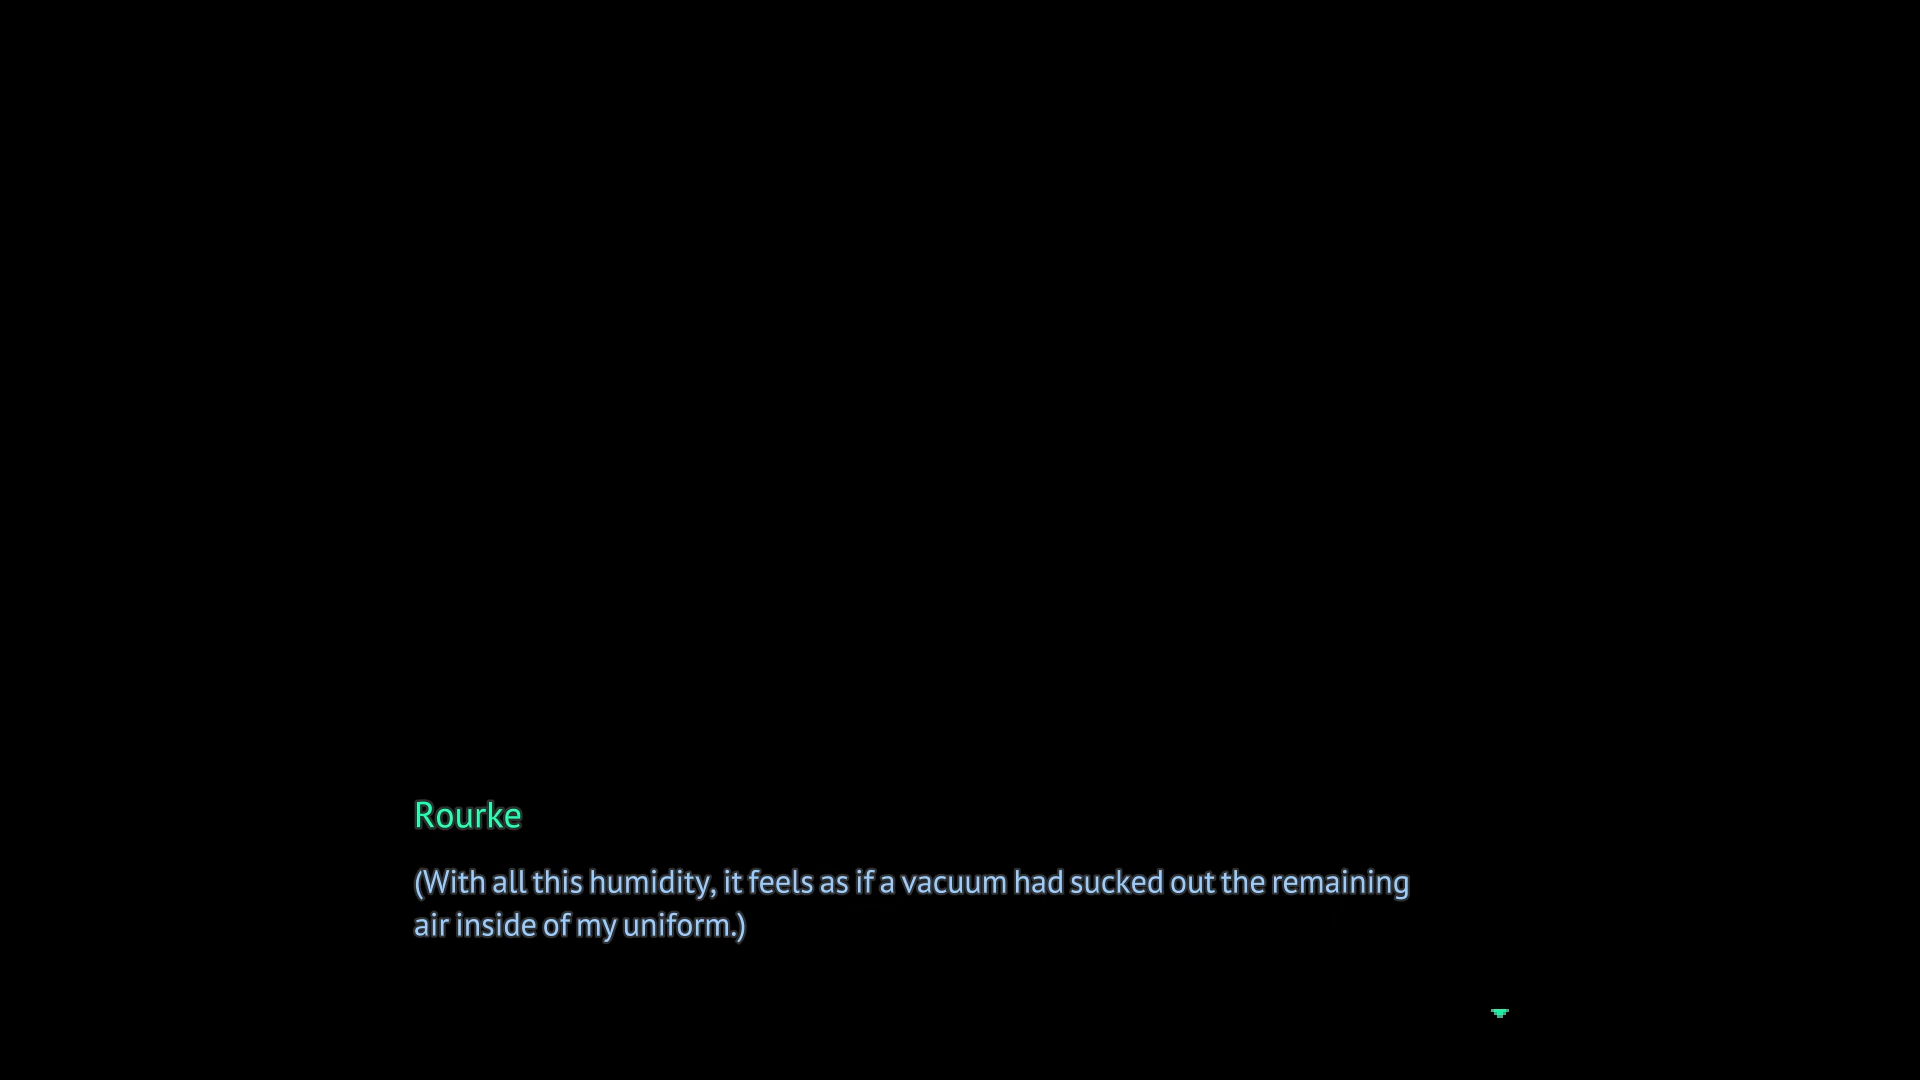 Rourke
(With all this humidity, it feels as if a vacuum had sucked out the remaining
air inside of my uniform.)